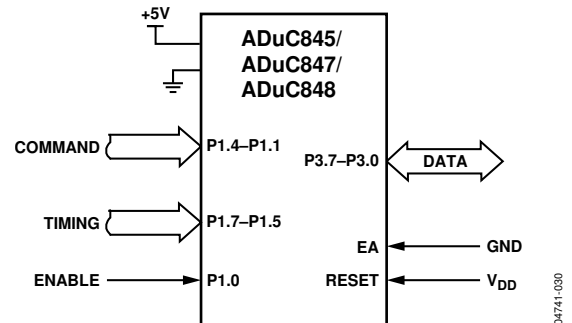 +5V
ADuC845/
ADuC847/
ADuC848
COMMAND
P1.4–P1.1
P3.7–P3.0
DATA
TIMING
P1.7–P1.5
EA
GND
ENABLE
P1.0
RESET
VDD
04741-030